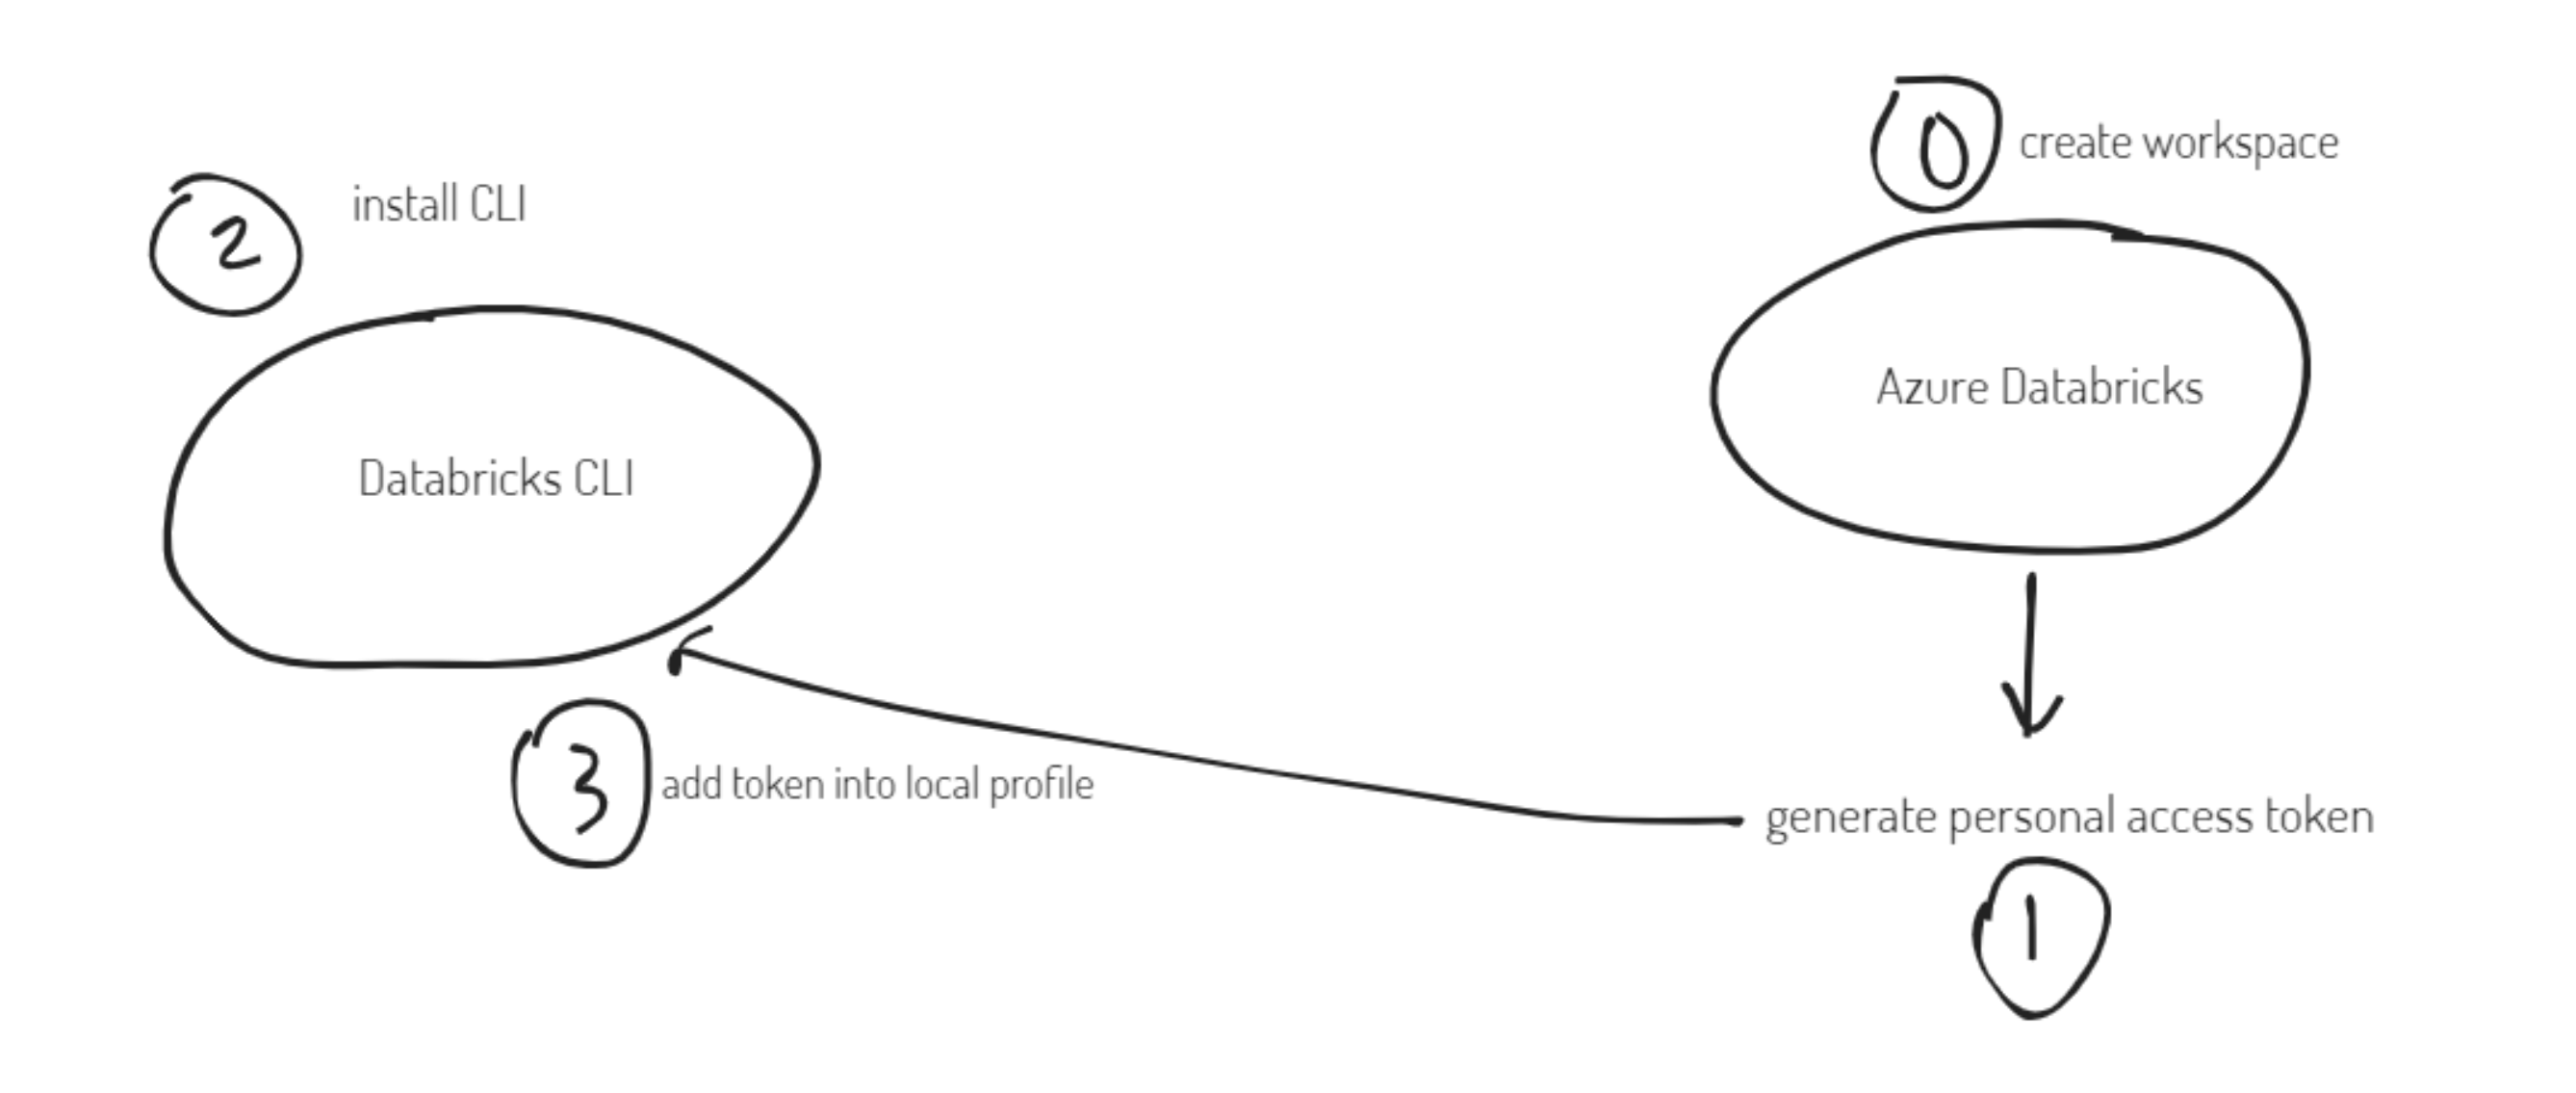 0
create workspace
2
install CLI
Azure Databricks
Databricks CLI
3
add token into local profile
generate personal access token
1